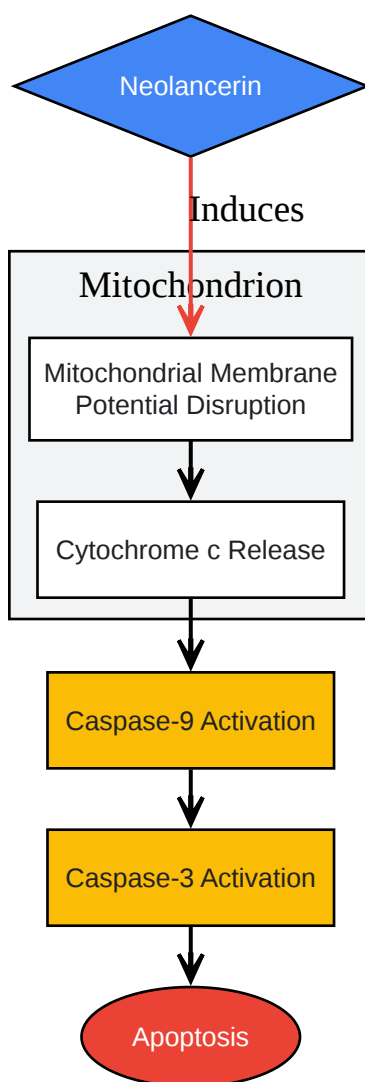 Neolancerin
Induces
Mitochondrion
Mitochondrial Membrane
Potential Disruption
Cytochrome c Release
Caspase-9 Activation
Caspase-3 Activation
Apoptosis